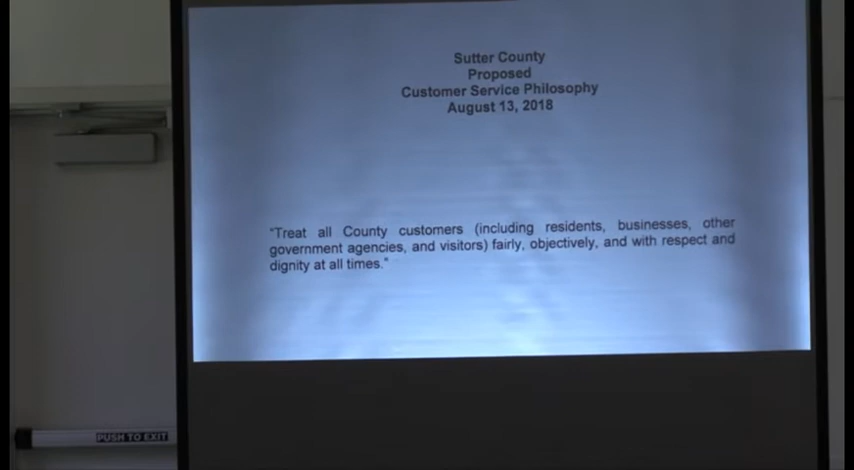 Sutter County
Proposed
Customer Service Philosophy
August 13, 2018
"Treat all County customers (including residents, businesses, other
government agencies, and visitors) fairly, objectively, and with respect and
dignity at all times."
PUSH TO EXIT